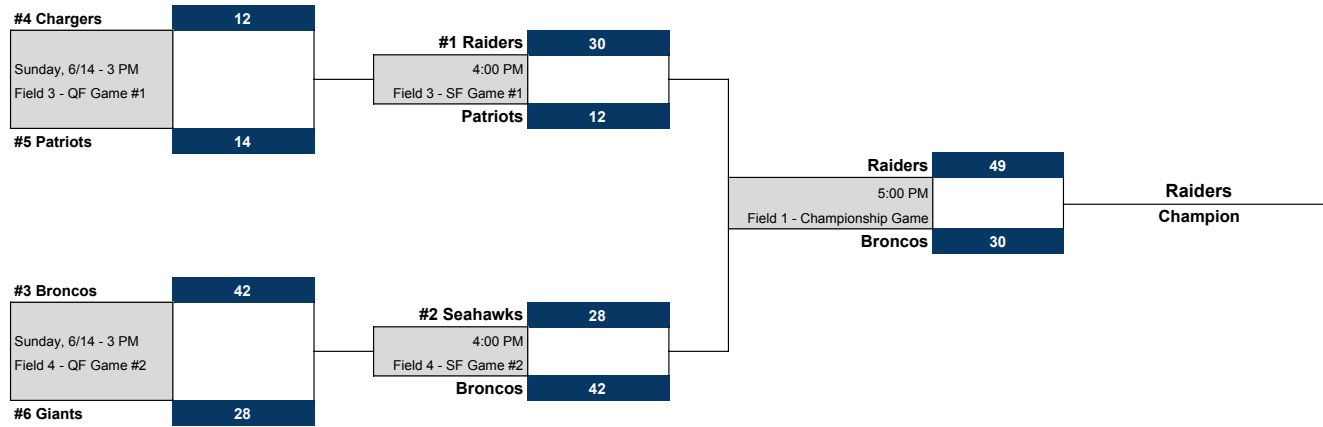 #4 Chargers 12
Sunday, 6/14 - 3 PM
Field 3 - QF Game #1
#5 Patriots 14
#1 Raiders 30
4:00 PM
Field 3 - SF Game #1
Patriots 12
Raiders 49
5:00 PM
Field 1 - Championship Game
Broncos 30
Raiders
Champion
#3 Broncos 42
Sunday, 6/14 - 3 PM
Field 4 - QF Game #2
#6 Giants 28
#2 Seahawks 28
4:00 PM
Field 4 - SF Game #2
Broncos 42